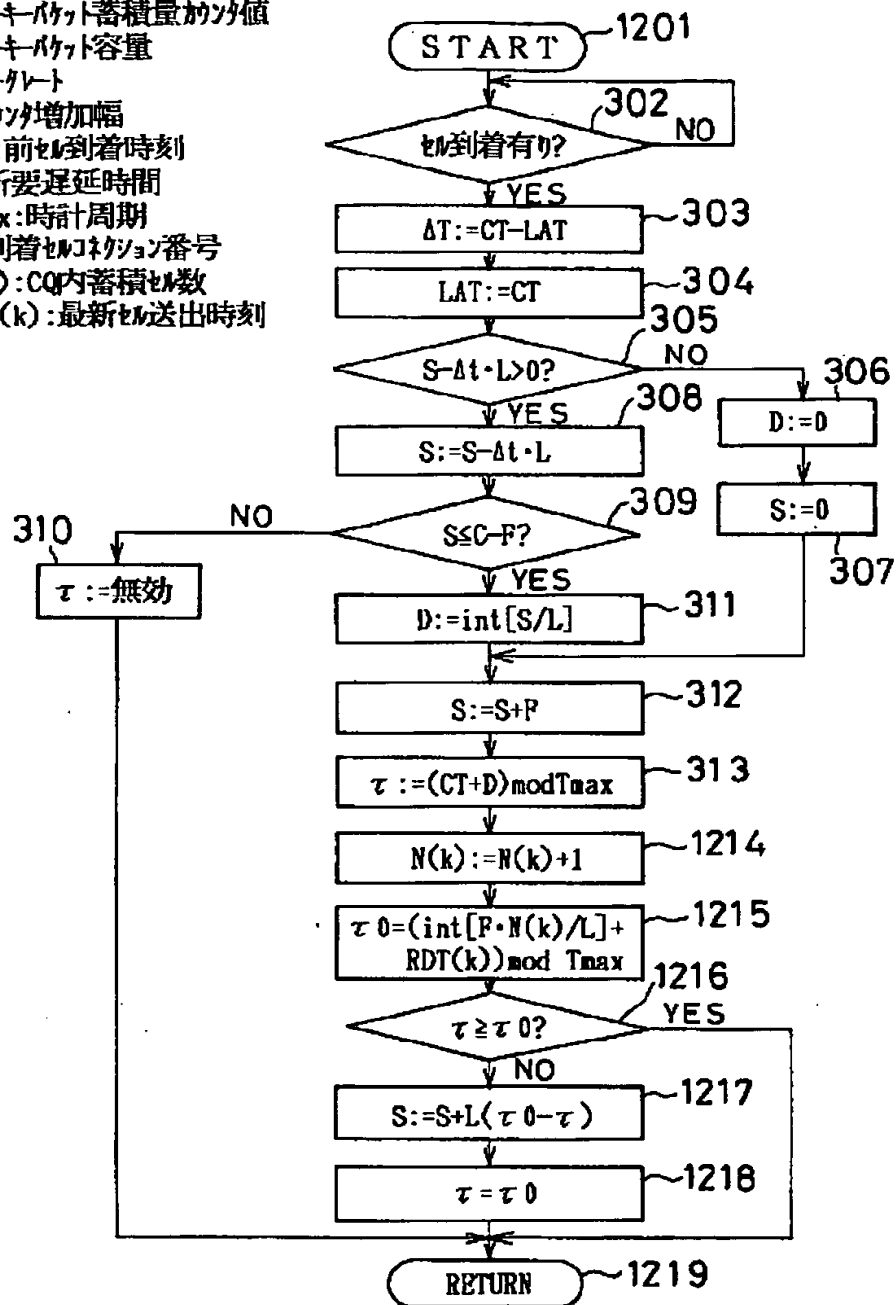 キーバケット蓄積量カウンタ値
キーバケット容量
ークレート
ウンタ増加幅
前セル到着時刻
所要遅延時間
x:時計周期
到着セルコネクション番号
):CQ内蓄積セル数
(k):最新セル送出時刻
START
1201
セル到着有り?
302
NO
YES
ΔT:=CT-LAT
303
LAT:=CT
304
S-Δt・L>0?
305
NO
YES
D:=0
306
S:=S-Δt・L
308
S:=0
307
S≤C-F?
309
NO
310
τ:=無効
YES
D:=int[S/L]
311
S:=S+F
312
τ:=(CT+D)modTmax
313
N(k):=N(k)+1
1214
τ0=(int[F・N(k)/L]+
RDT(k))mod Tmax
1215
τ≧τ0?
1216
YES
NO
S:=S+L(τ0-τ)
1217
τ=τ0
1218
RETURN
1219